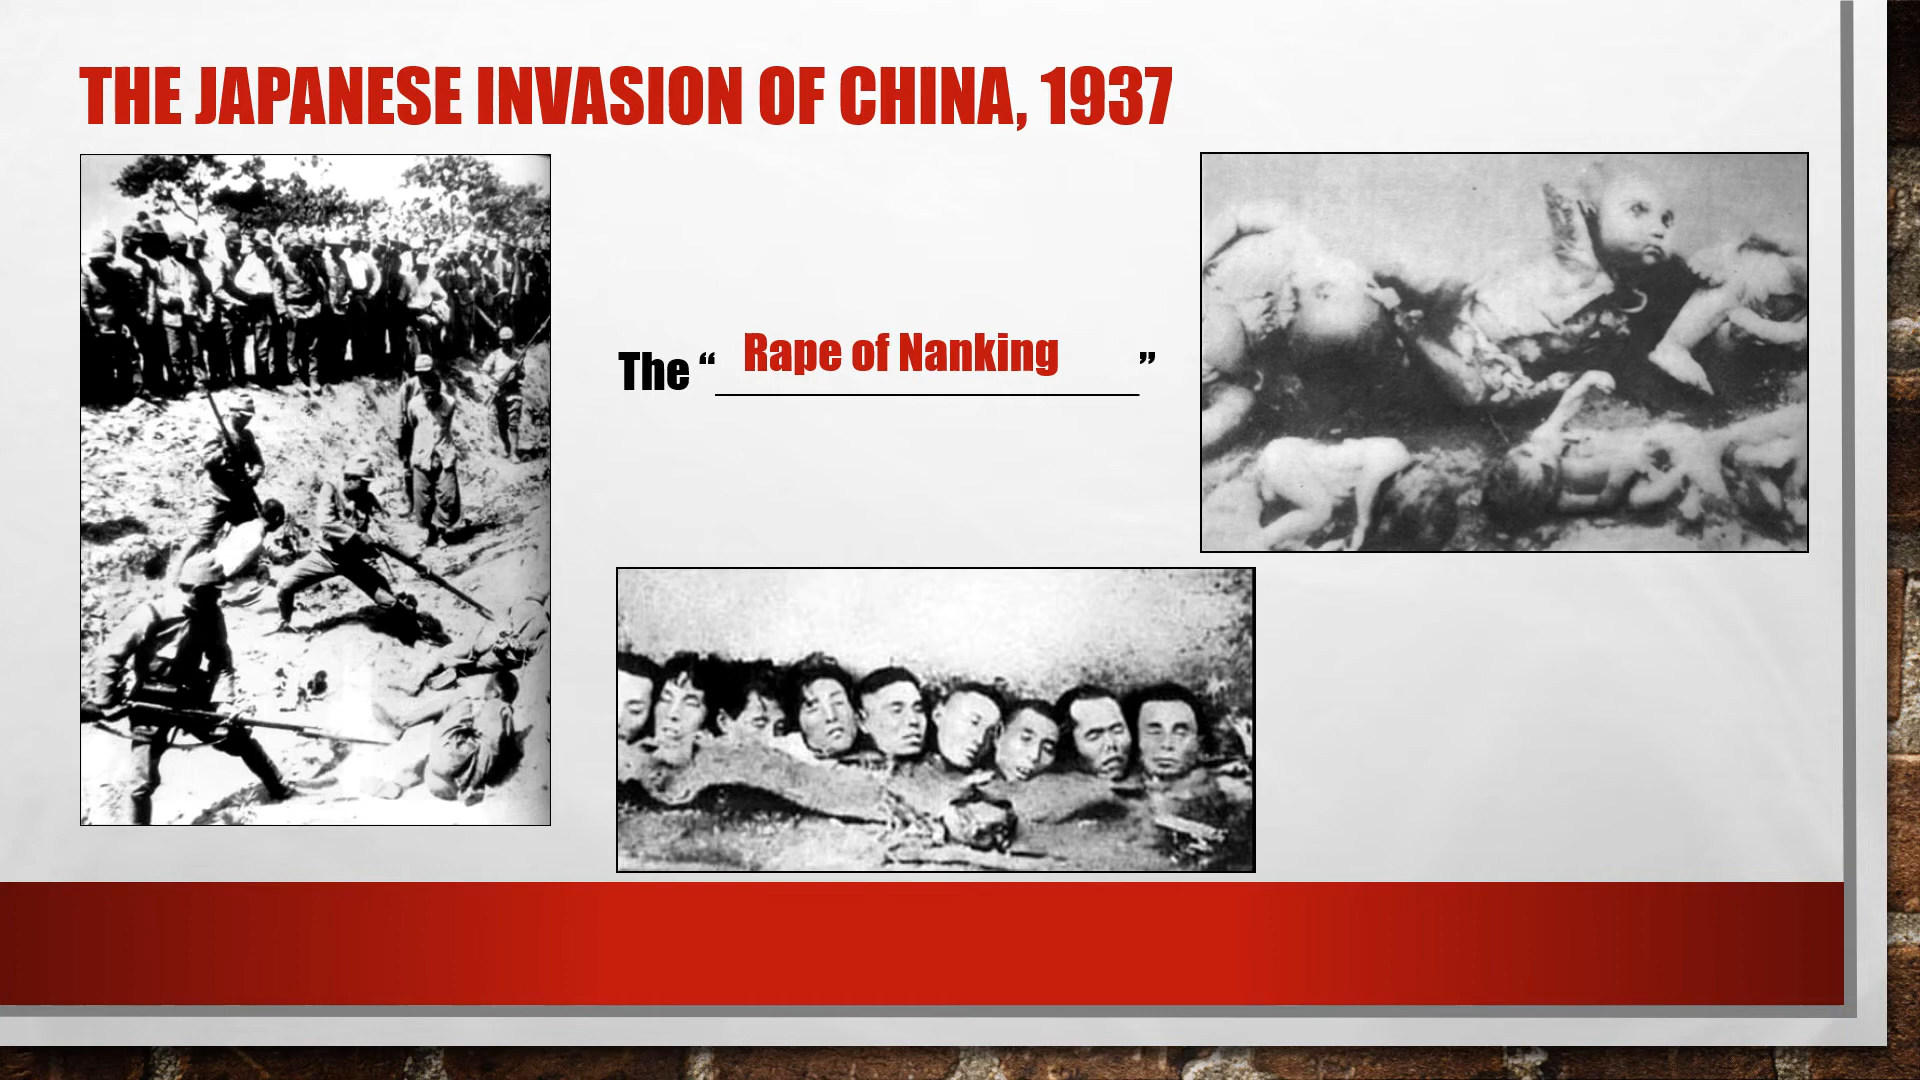 THE JAPANESE INVASION OF CHINA, 1937
The “Rape of Nanking”